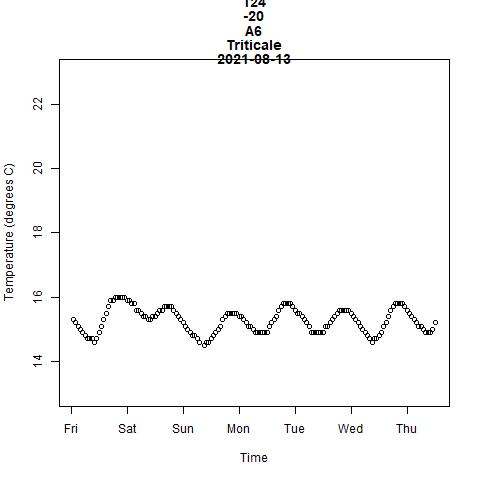 124
-20
A6
Triticale
2021-08-13
22
20
18
16
14
Temperature (degrees C)
Fri Sat Sun Mon Tue Wed Thu
Time